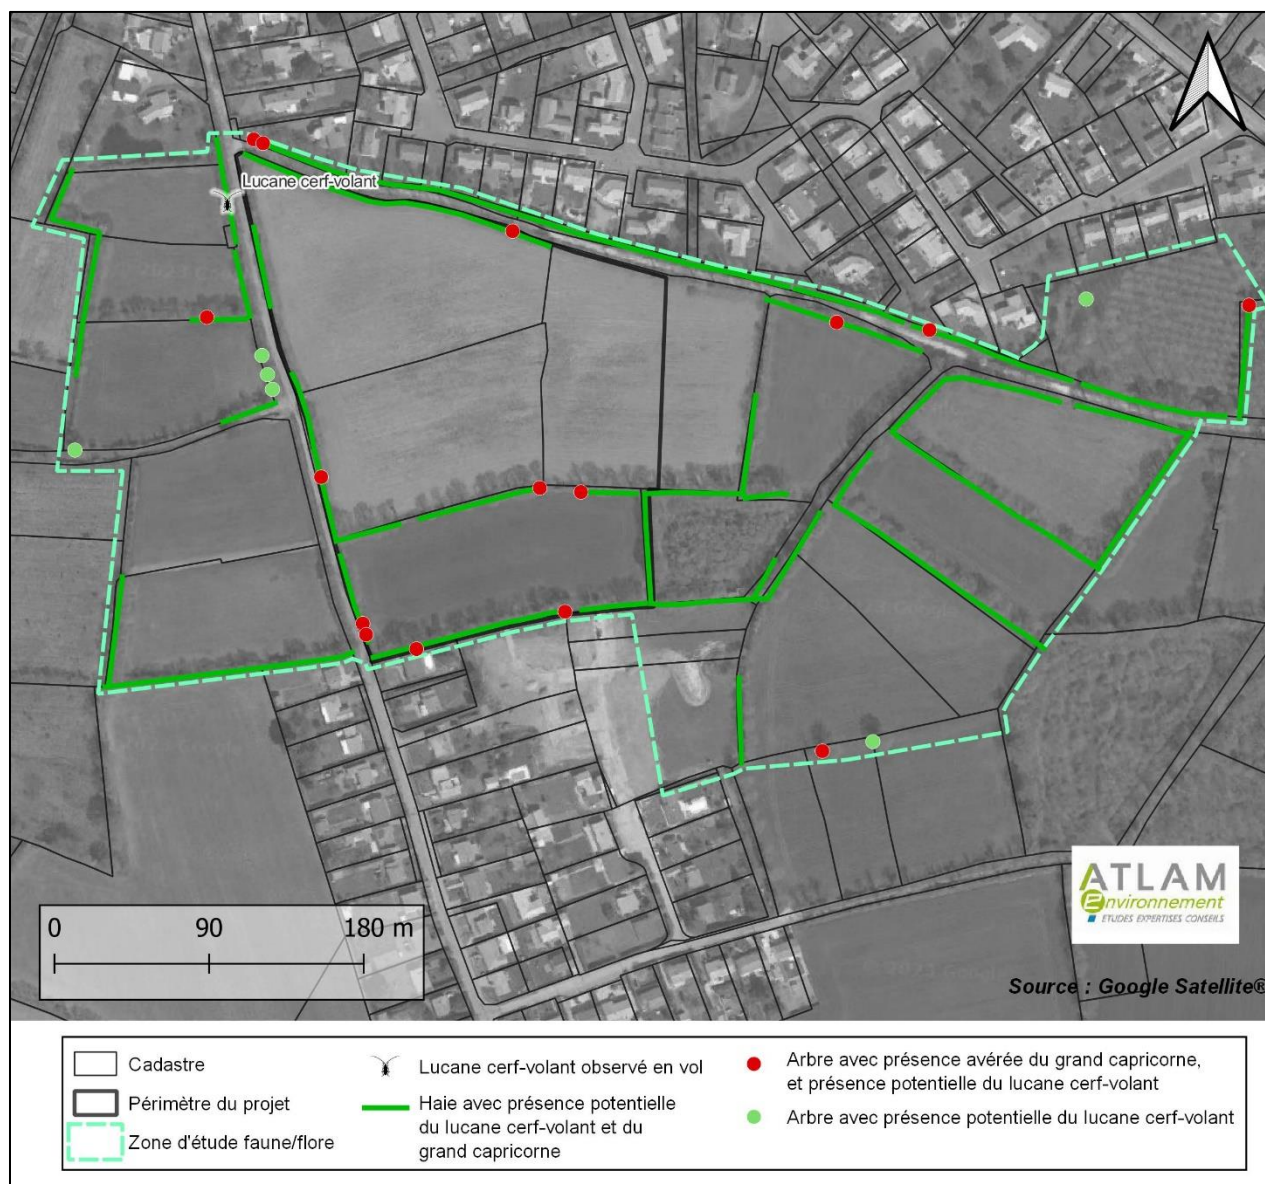 Lucane cerf-volant
0 90 180 m
ATLAM
Environnement
ETUDES EXPERTISES CONSEILS
Source : Google Satellite®
Cadastre
Périmètre du projet
Zone d'étude faune/flore
Lucane cerf-volant observé en vol
Haie avec présence potentielle
du lucane cerf-volant et du
grand capricorne
Arbre avec présence avérée du grand capricorne,
et présence potentielle du lucane cerf-volant
Arbre avec présence potentielle du lucane cerf-volant